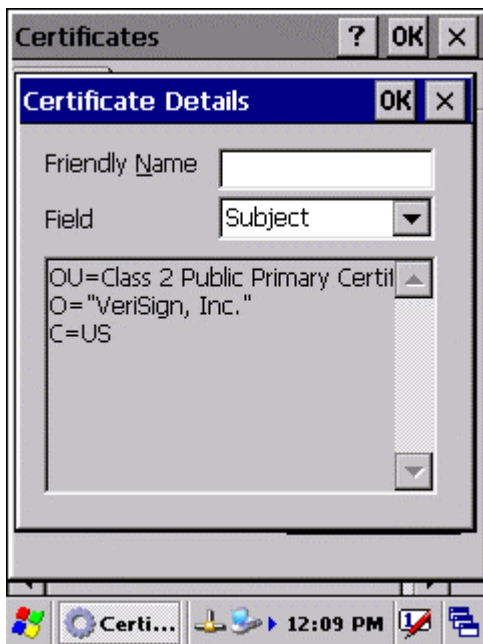 Certificates ? OK ×
Certificate Details OK ×
Friendly Name
Field Subject
OU=Class 2 Public Primary Certif
O="VeriSign, Inc."
C=US
Certi... 12:09 PM